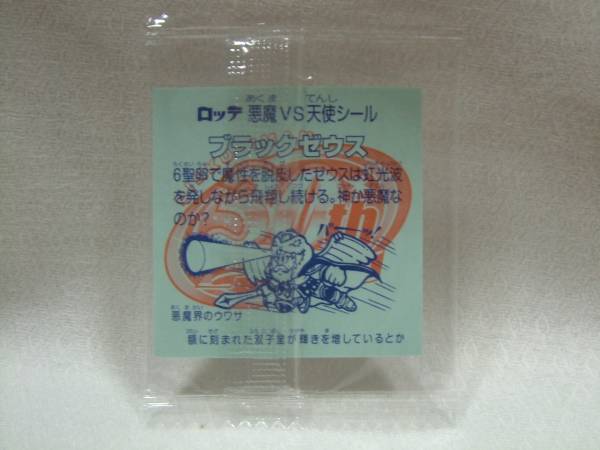 あくま てんし
ロッテ 悪魔VS天使シール
ブラックゼウス
6聖卵で魔性を脱皮したゼウスは虹光波
を発しながら飛翔し続ける。神か悪魔な
のか?
バーッ!
あくまかい
悪魔界のウワサ
額に刻まれた双子星が輝きを増しているとか